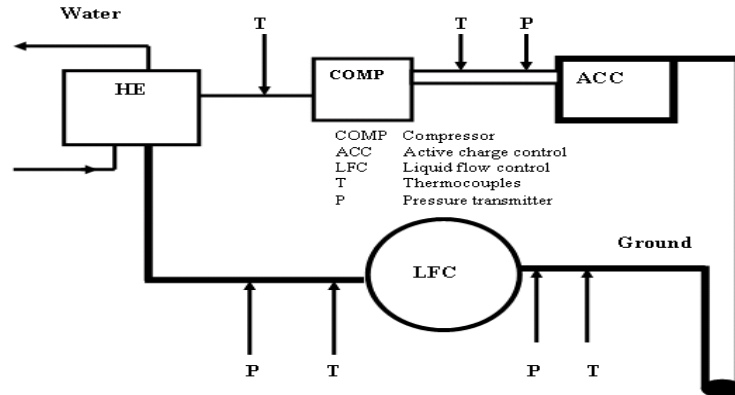 Water
T
T
P
HE
COMP
ACC
COMP Compressor
ACC Active charge control
LFC Liquid flow control
T Thermocouples
P Pressure transmitter
Ground
LFC
P
T
P
T